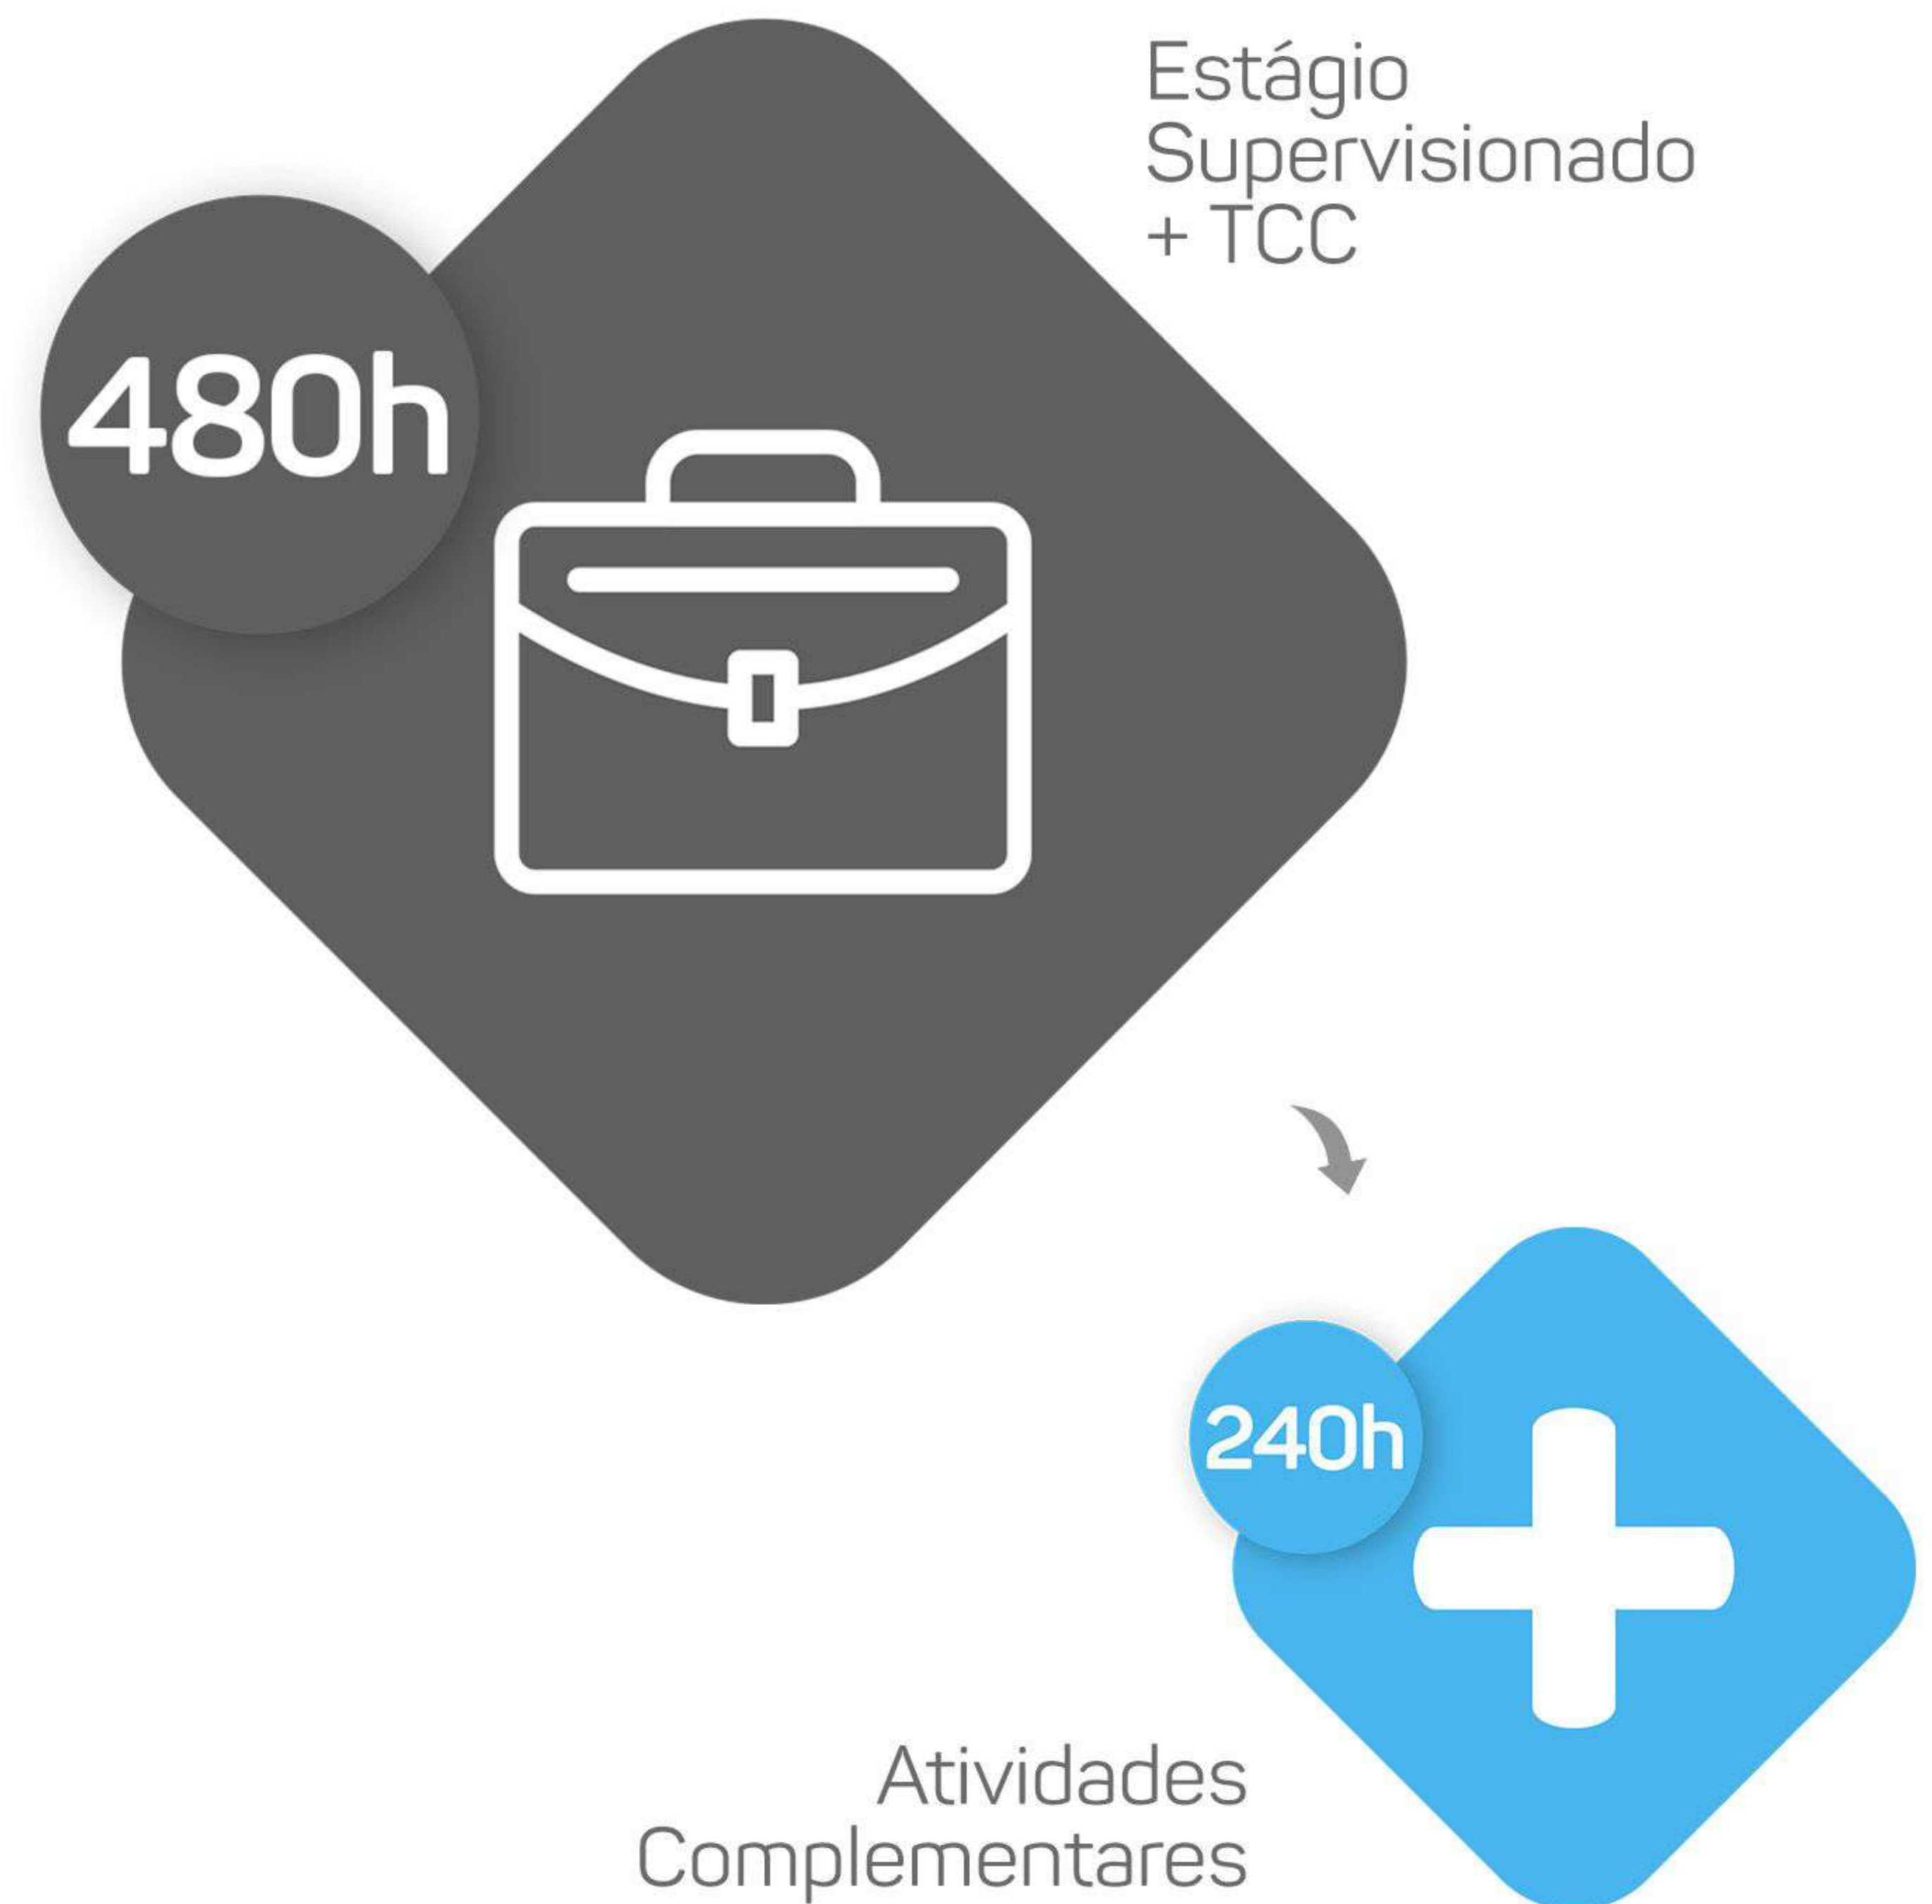 Estágio
Supervisionado
+ TCC
480h
240h
Atividades
Complementares